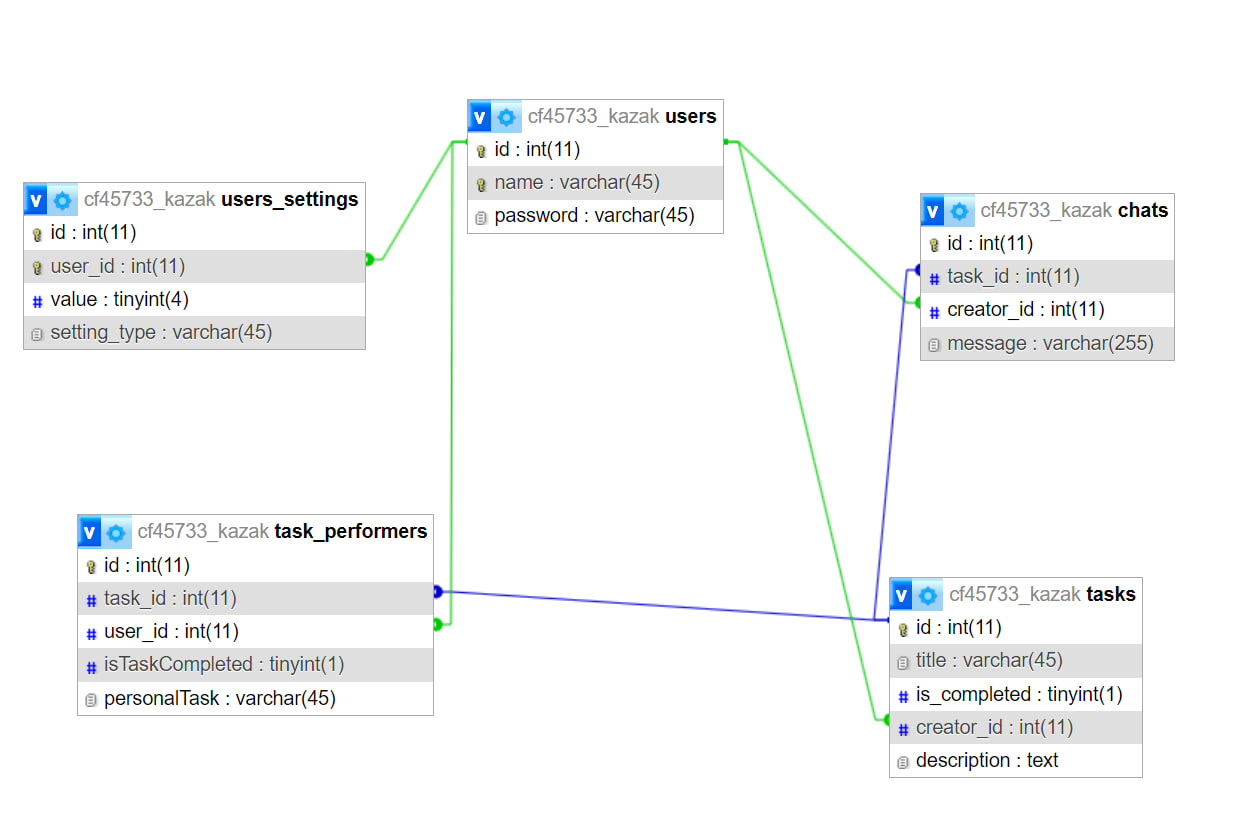 v cf45733_kazak users
id : int(11)
name : varchar(45)
password : varchar(45)
v cf45733_kazak users_settings
id : int(11)
user_id : int(11)
# value : tinyint(4)
setting_type : varchar(45)
v cf45733_kazak chats
id : int(11)
# task_id : int(11)
# creator_id : int(11)
message : varchar(255)
v cf45733_kazak task_performers
id : int(11)
# task_id : int(11)
# user_id : int(11)
# isTaskCompleted : tinyint(1)
personalTask : varchar(45)
v cf45733_kazak tasks
id : int(11)
title : varchar(45)
# is_completed : tinyint(1)
# creator_id : int(11)
description : text